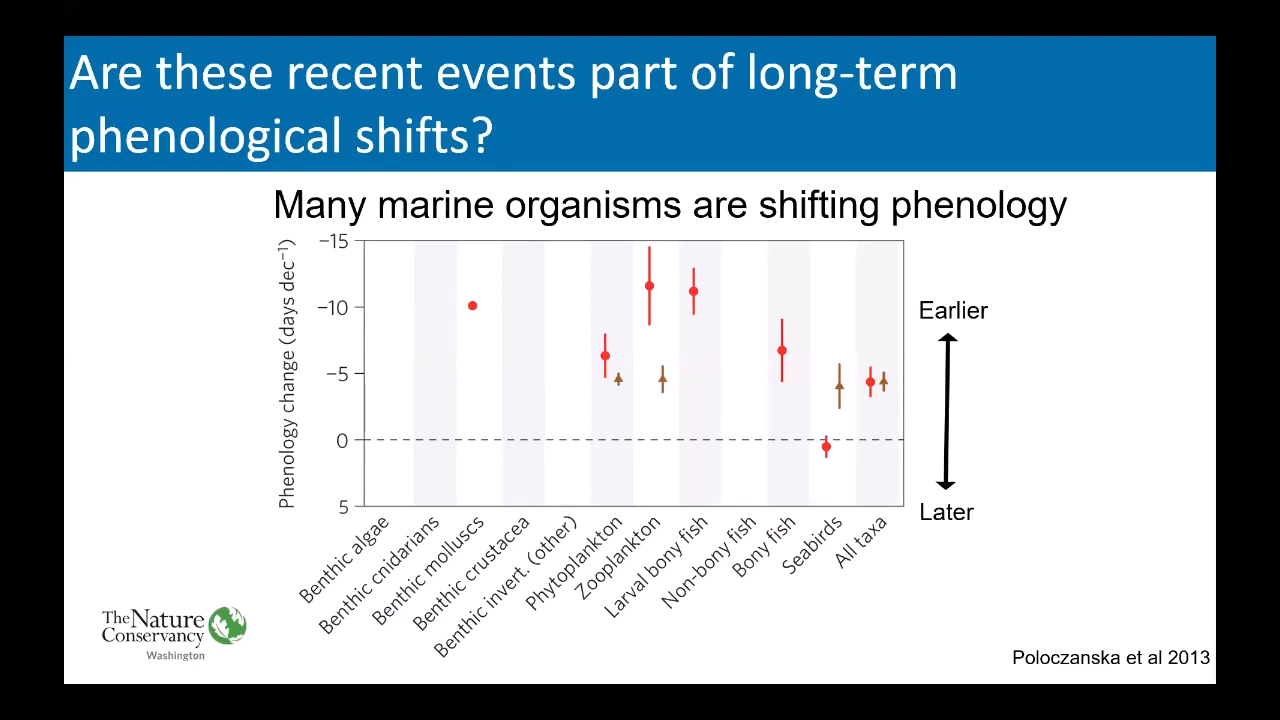 Are these recent events part of long-term
phenological shifts?
Many marine organisms are shifting phenology
Phenology change (days dec⁻¹)
−15
−10
−5
0
5
Benthic algae
Benthic cnidarians
Benthic molluscs
Benthic crustacea
Benthic invert. (other)
Phytoplankton
Zooplankton
Larval bony fish
Non-bony fish
Bony fish
Seabirds
All taxa
Earlier
Later
The Nature
Conservancy
Washington
Poloczanska et al 2013